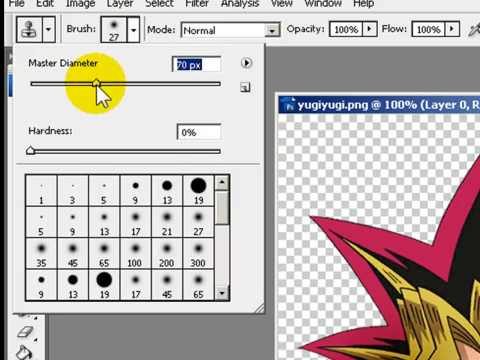 File Edit Image Layer Select Filter Analysis View Window Help
Brush: 27 Mode: Normal Opacity: 100% Flow: 100%
Master Diameter 70 px
Hardness: 0%
yugiyugi.png @ 100% (Layer 0, R
1 3 5 9 13 19
5 9 13 17 21 27
35 45 65 100 200 300
9 13 19 17 45 65